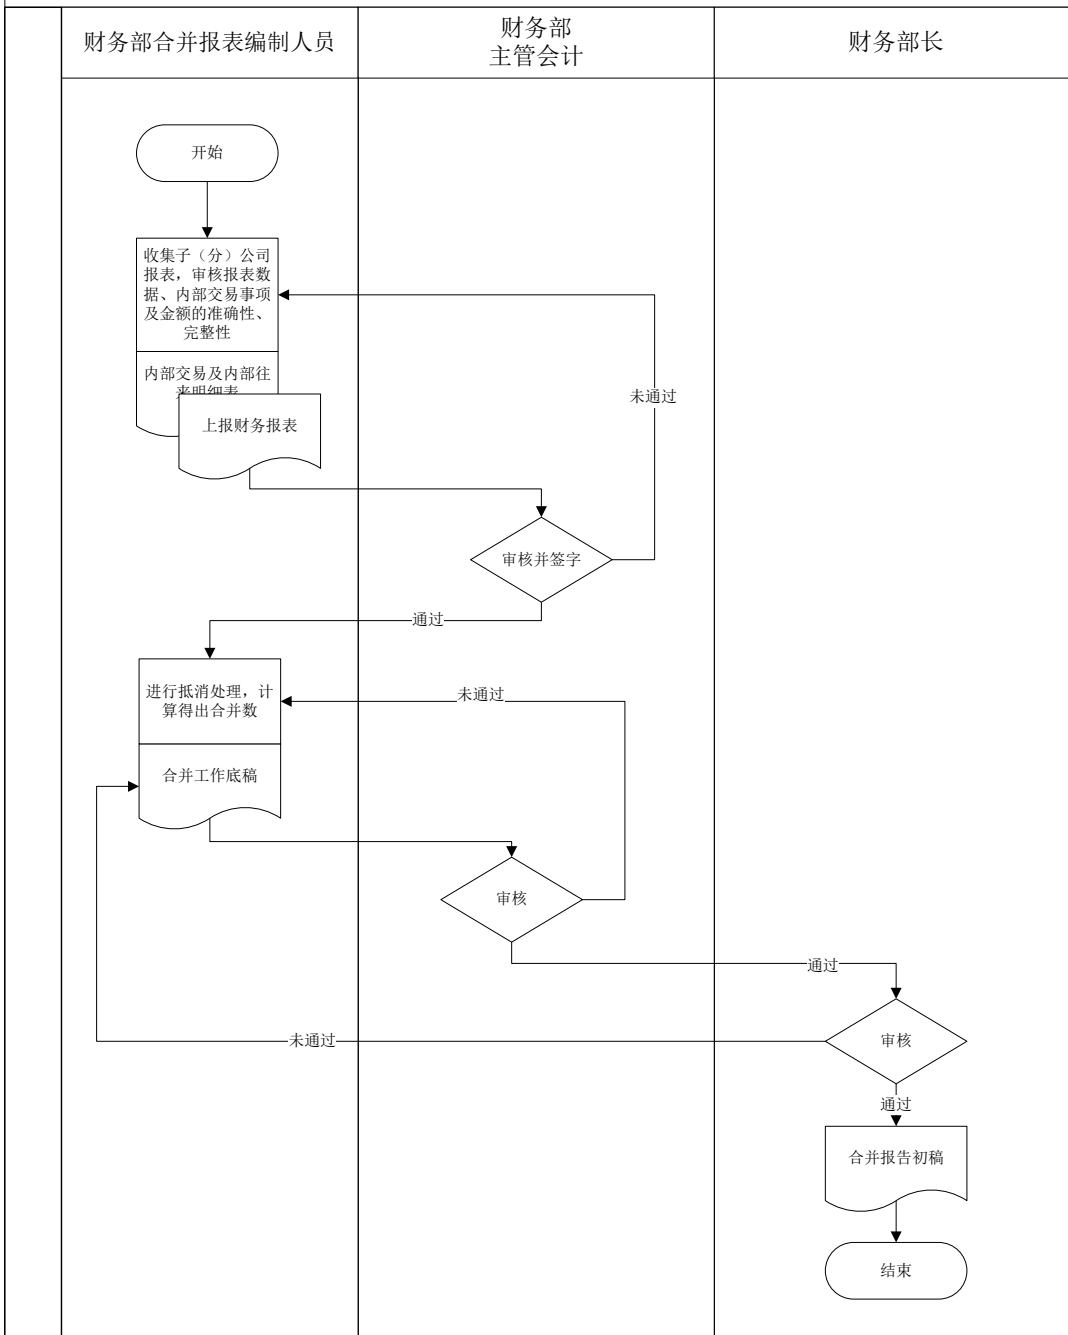 财务部合并报表编制人员
财务部
主管会计
财务部长
开始
收集子（分）公司
报表，审核报表数
据、内部交易事项
及金额的准确性、
完整性
内部交易及内部往
来明细表
上报财务报表
未通过
审核并签字
通过
进行抵消处理，计
算得出合并数
未通过
合并工作底稿
审核
通过
未通过
审核
通过
合并报告初稿
结束